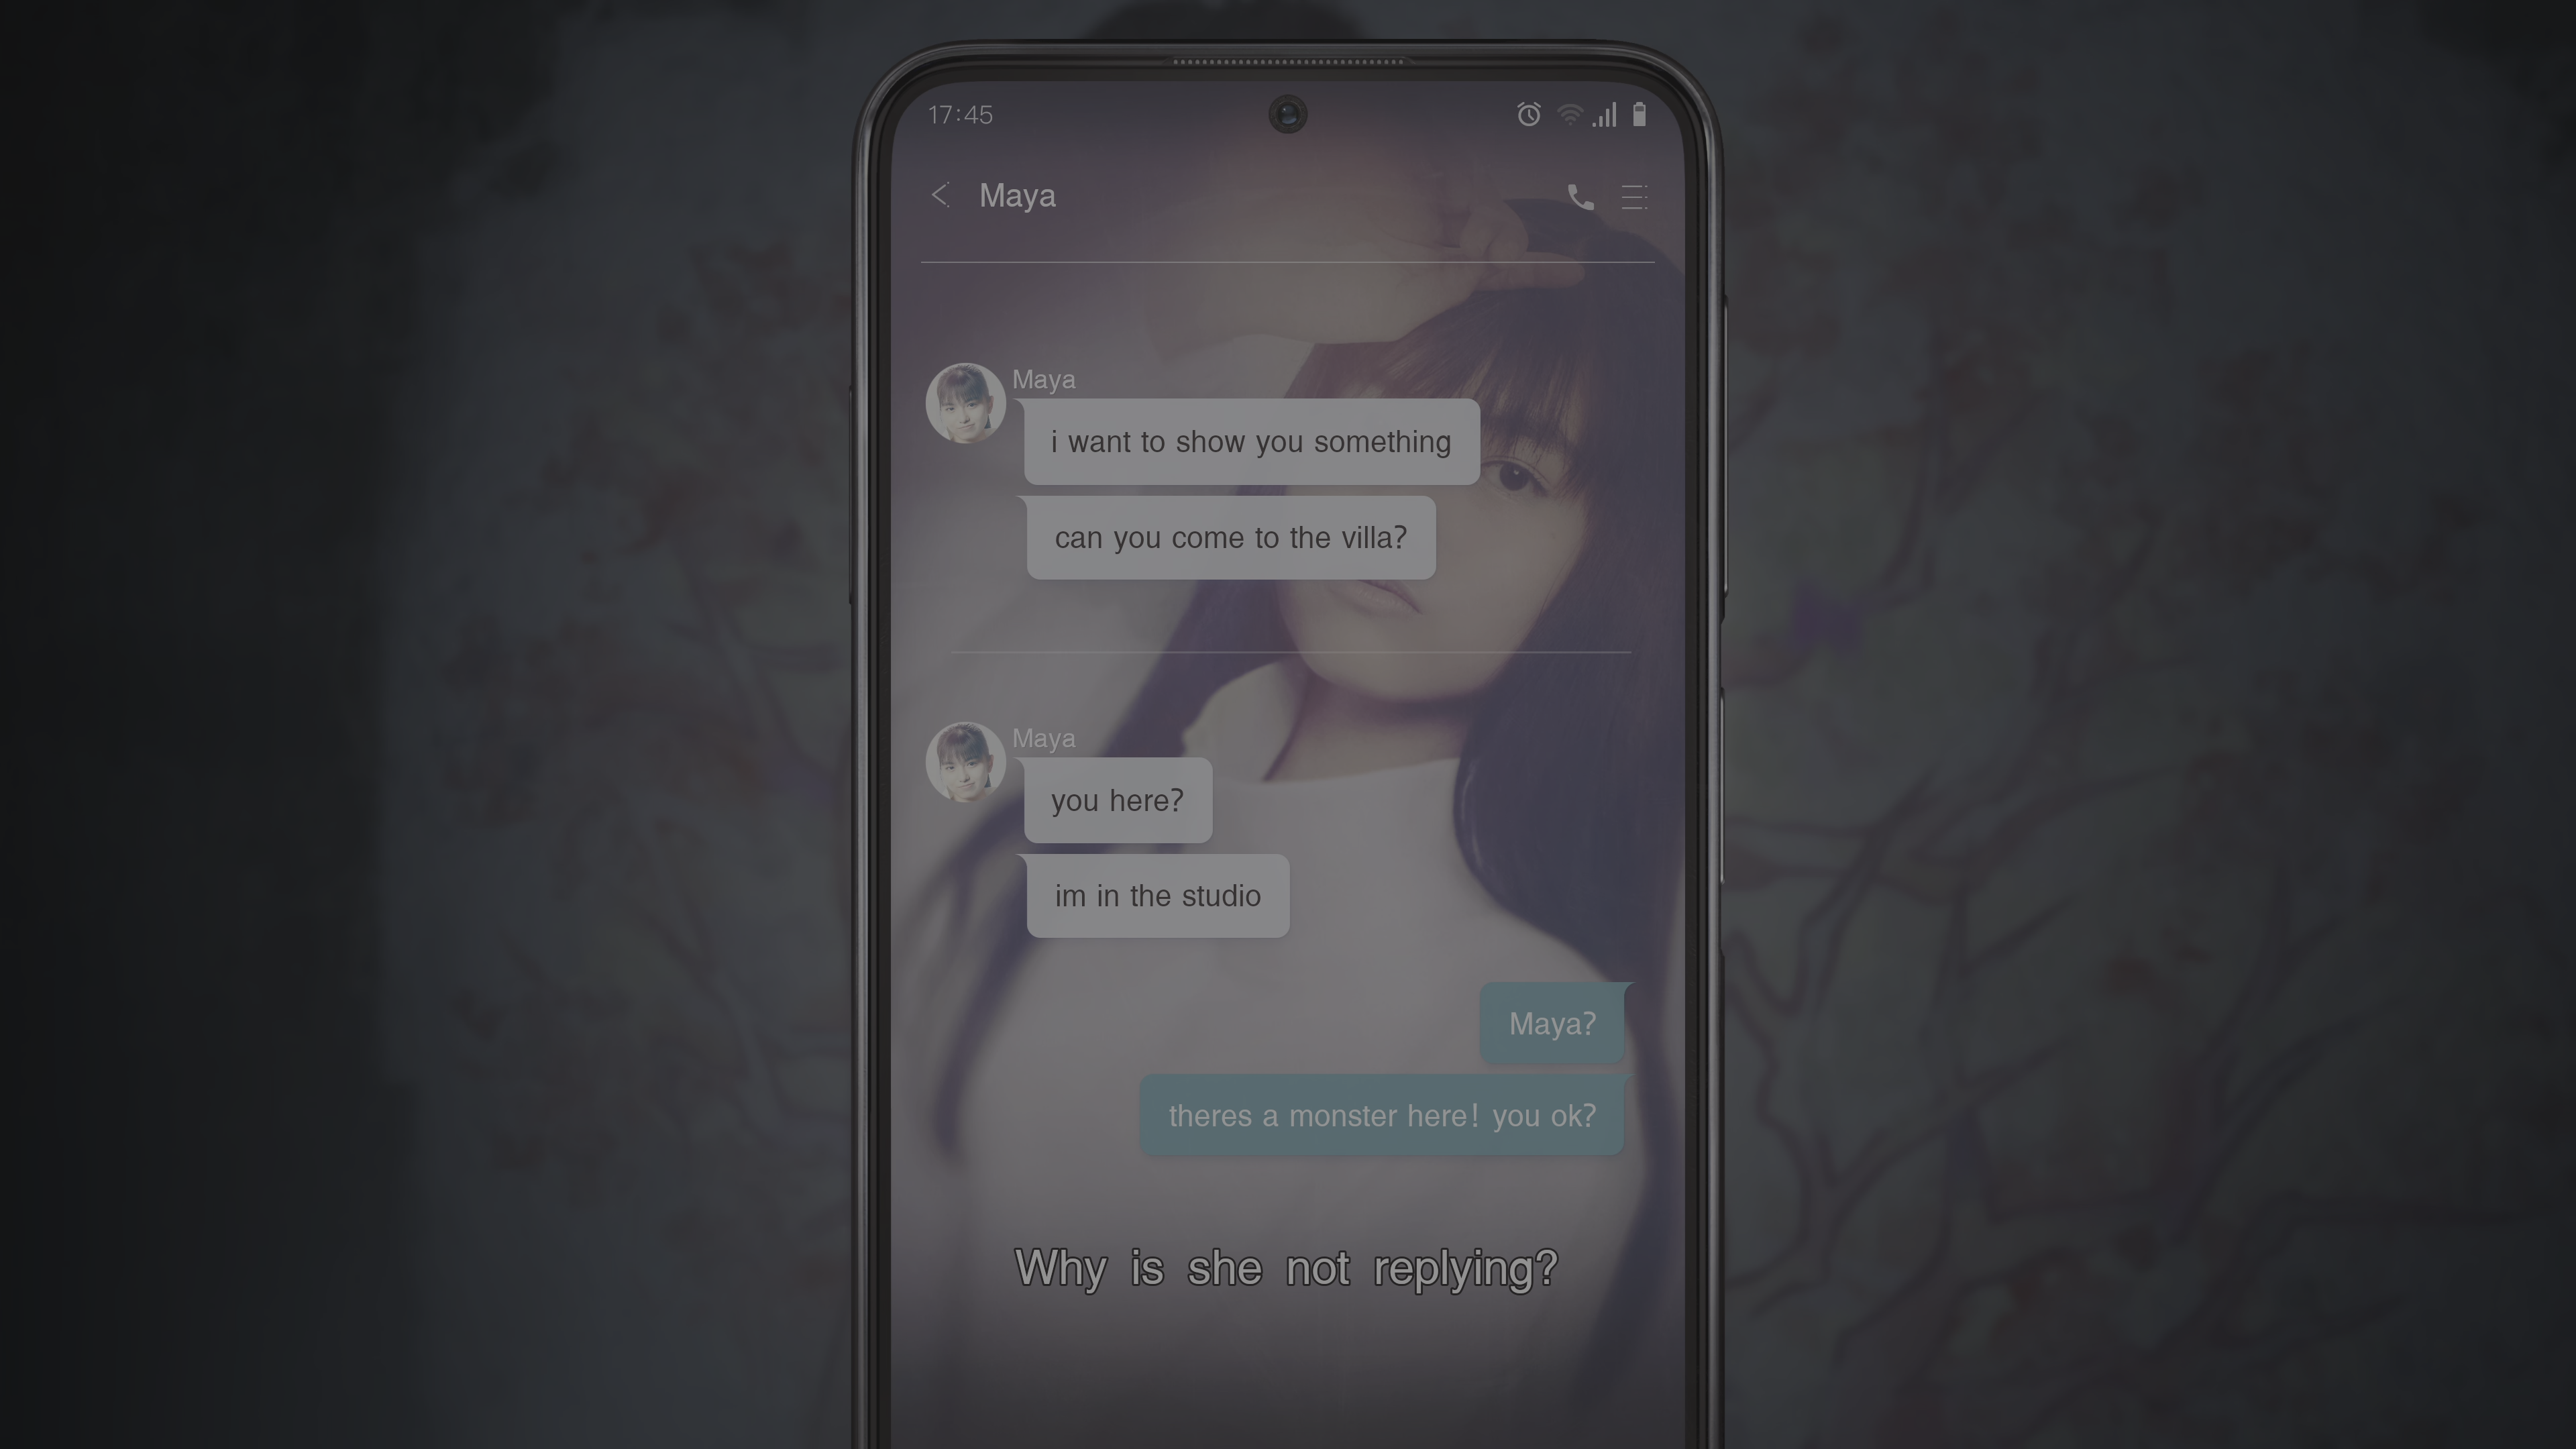 17:45
Maya
Maya
i want to show you something
can you come to the villa?
Maya
you here?
im in the studio
Maya?
theres a monster here! you ok?
Why is she not replying?